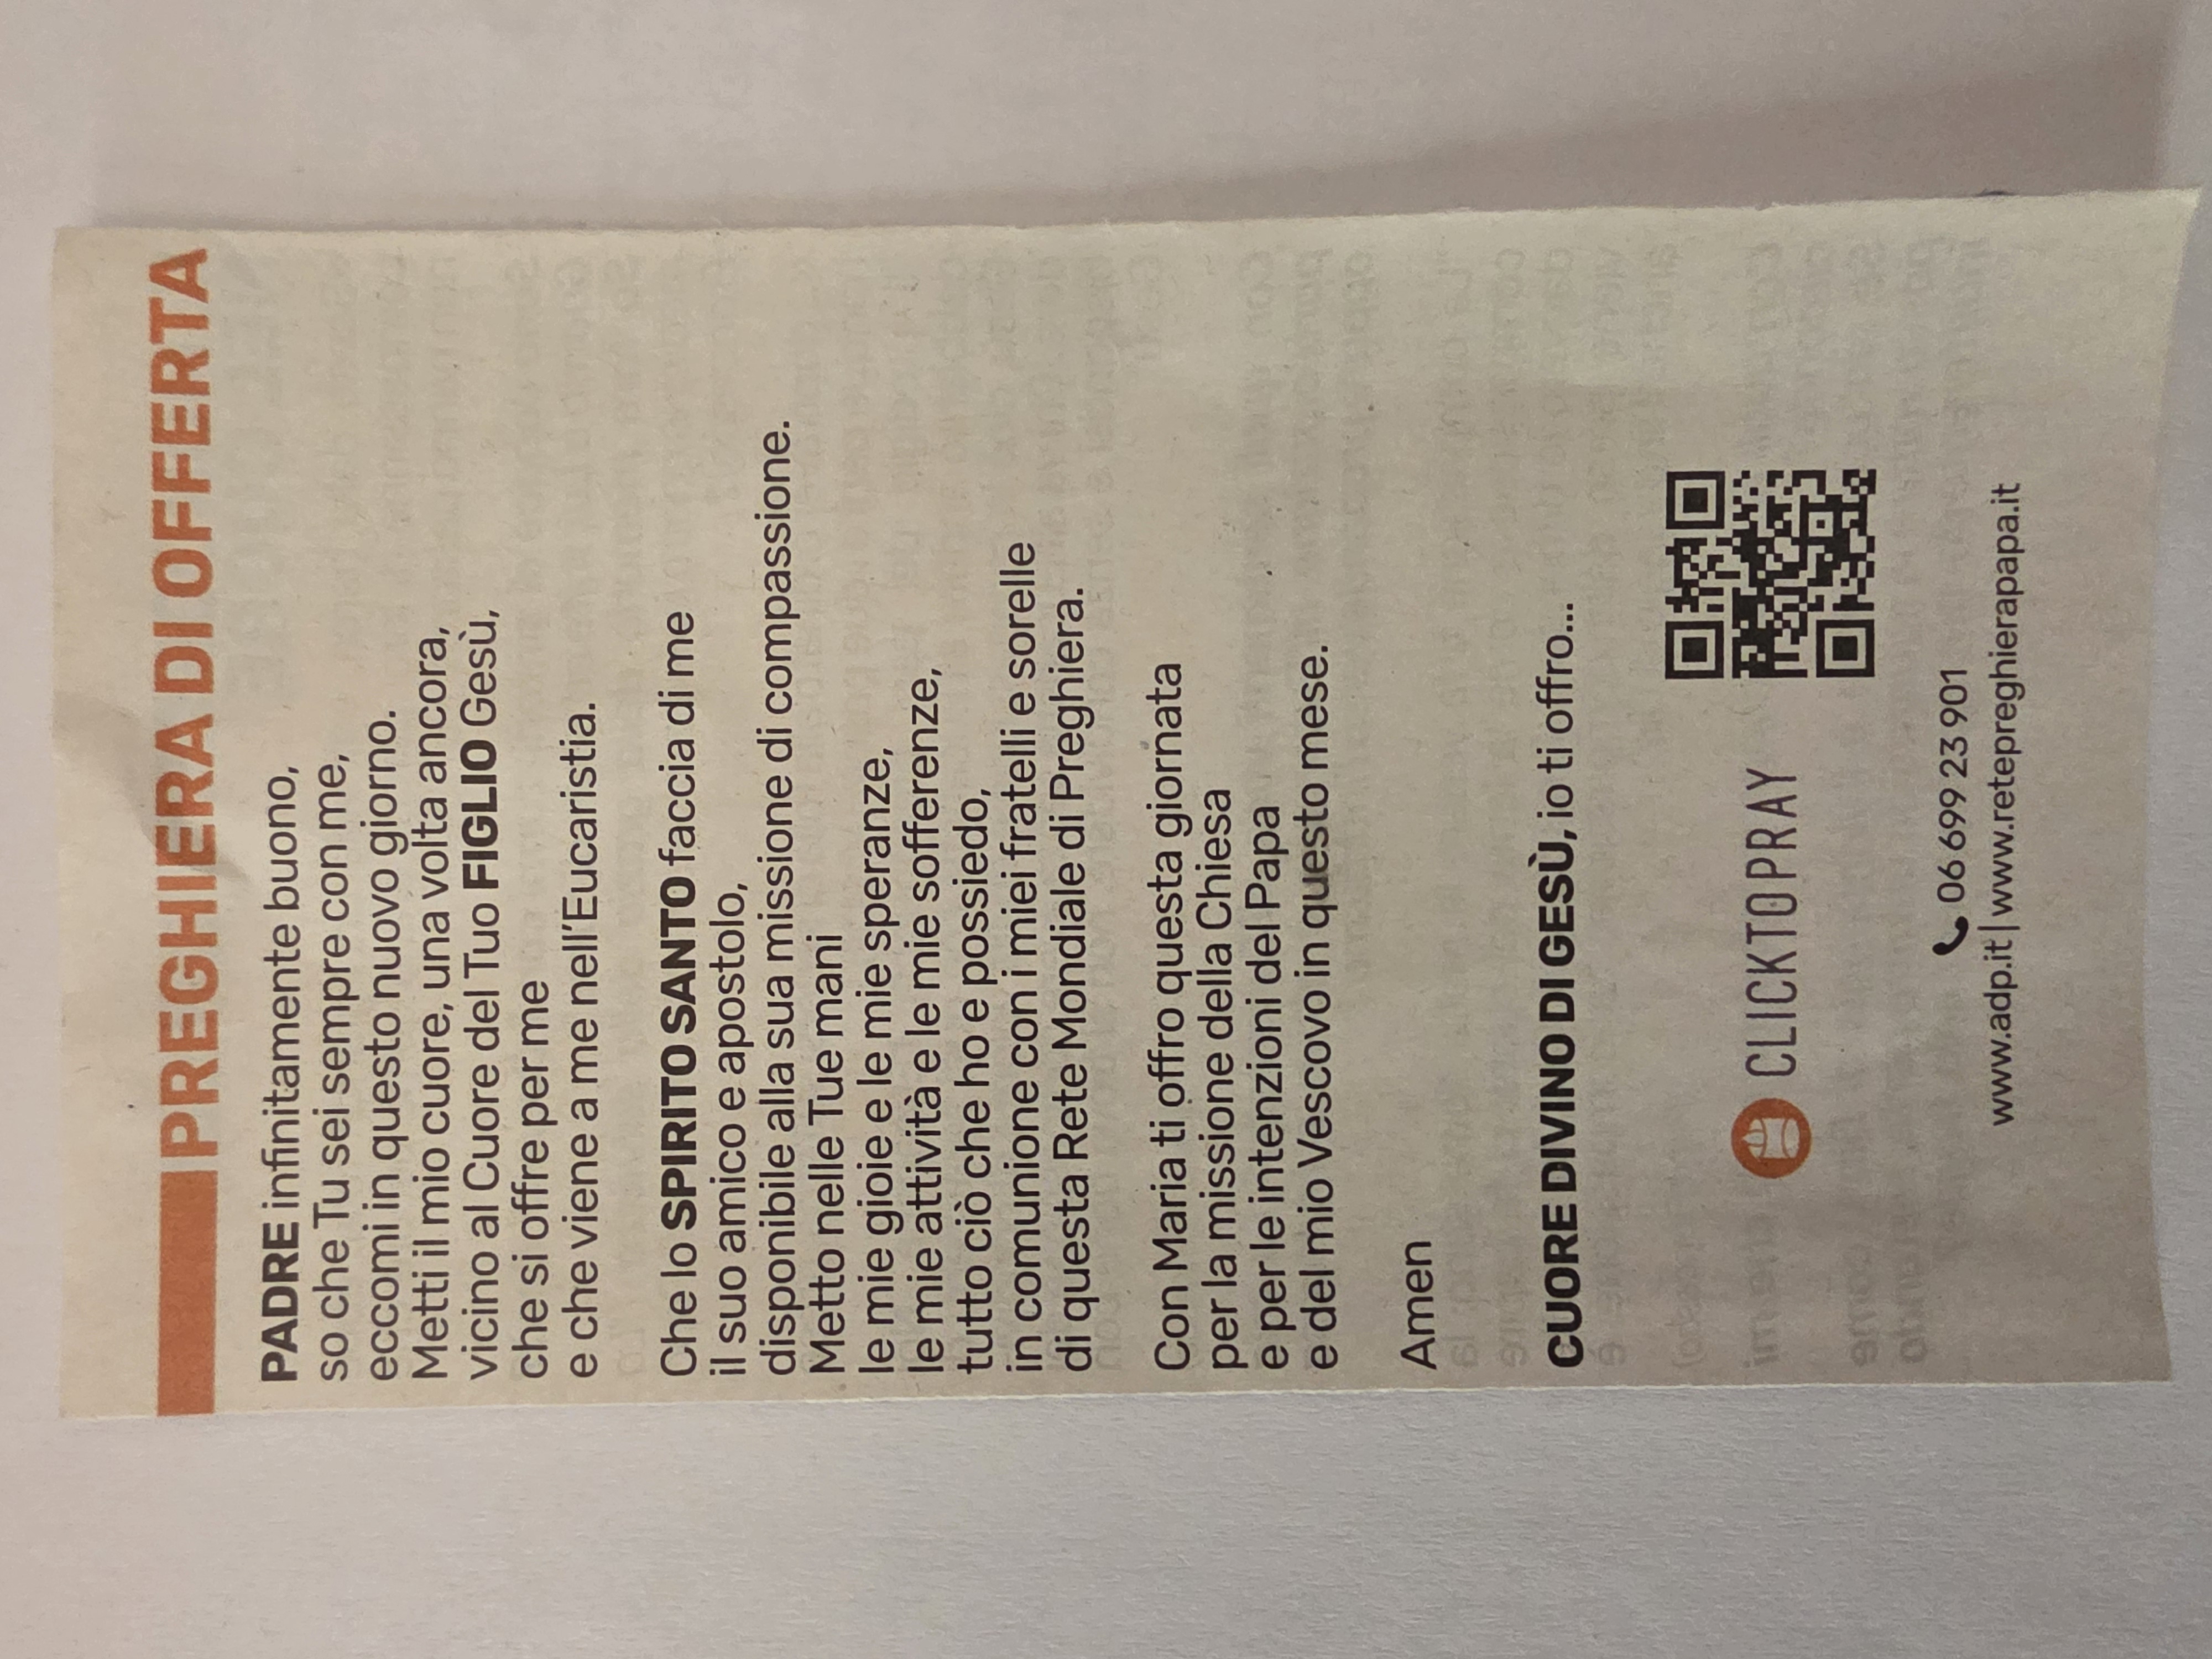 PREGHIERA DI OFFERTA
PADRE infinitamente buono,
so che Tu sei sempre con me,
eccomi in questo nuovo giorno.
Metti il mio cuore, una volta ancora,
vicino al Cuore del Tuo FIGLIO Gesù,
che si offre per me
e che viene a me nell'Eucaristia.
Che lo SPIRITO SANTO faccia di me
il suo amico e apostolo,
disponibile alla sua missione di compassione.
Metto nelle Tue mani
le mie gioie e le mie speranze,
le mie attività e le mie sofferenze,
tutto ciò che ho e possiedo,
in comunione con i miei fratelli e sorelle
di questa Rete Mondiale di Preghiera.
Con Maria ti offro questa giornata
per la missione della Chiesa
e per le intenzioni del Papa
e del mio Vescovo in questo mese.
Amen
CUORE DIVINO DI GESÙ, io ti offro...
CLICKTOPRAY
06 699 23 901
www.adp.it | www.retepreghierapapa.it